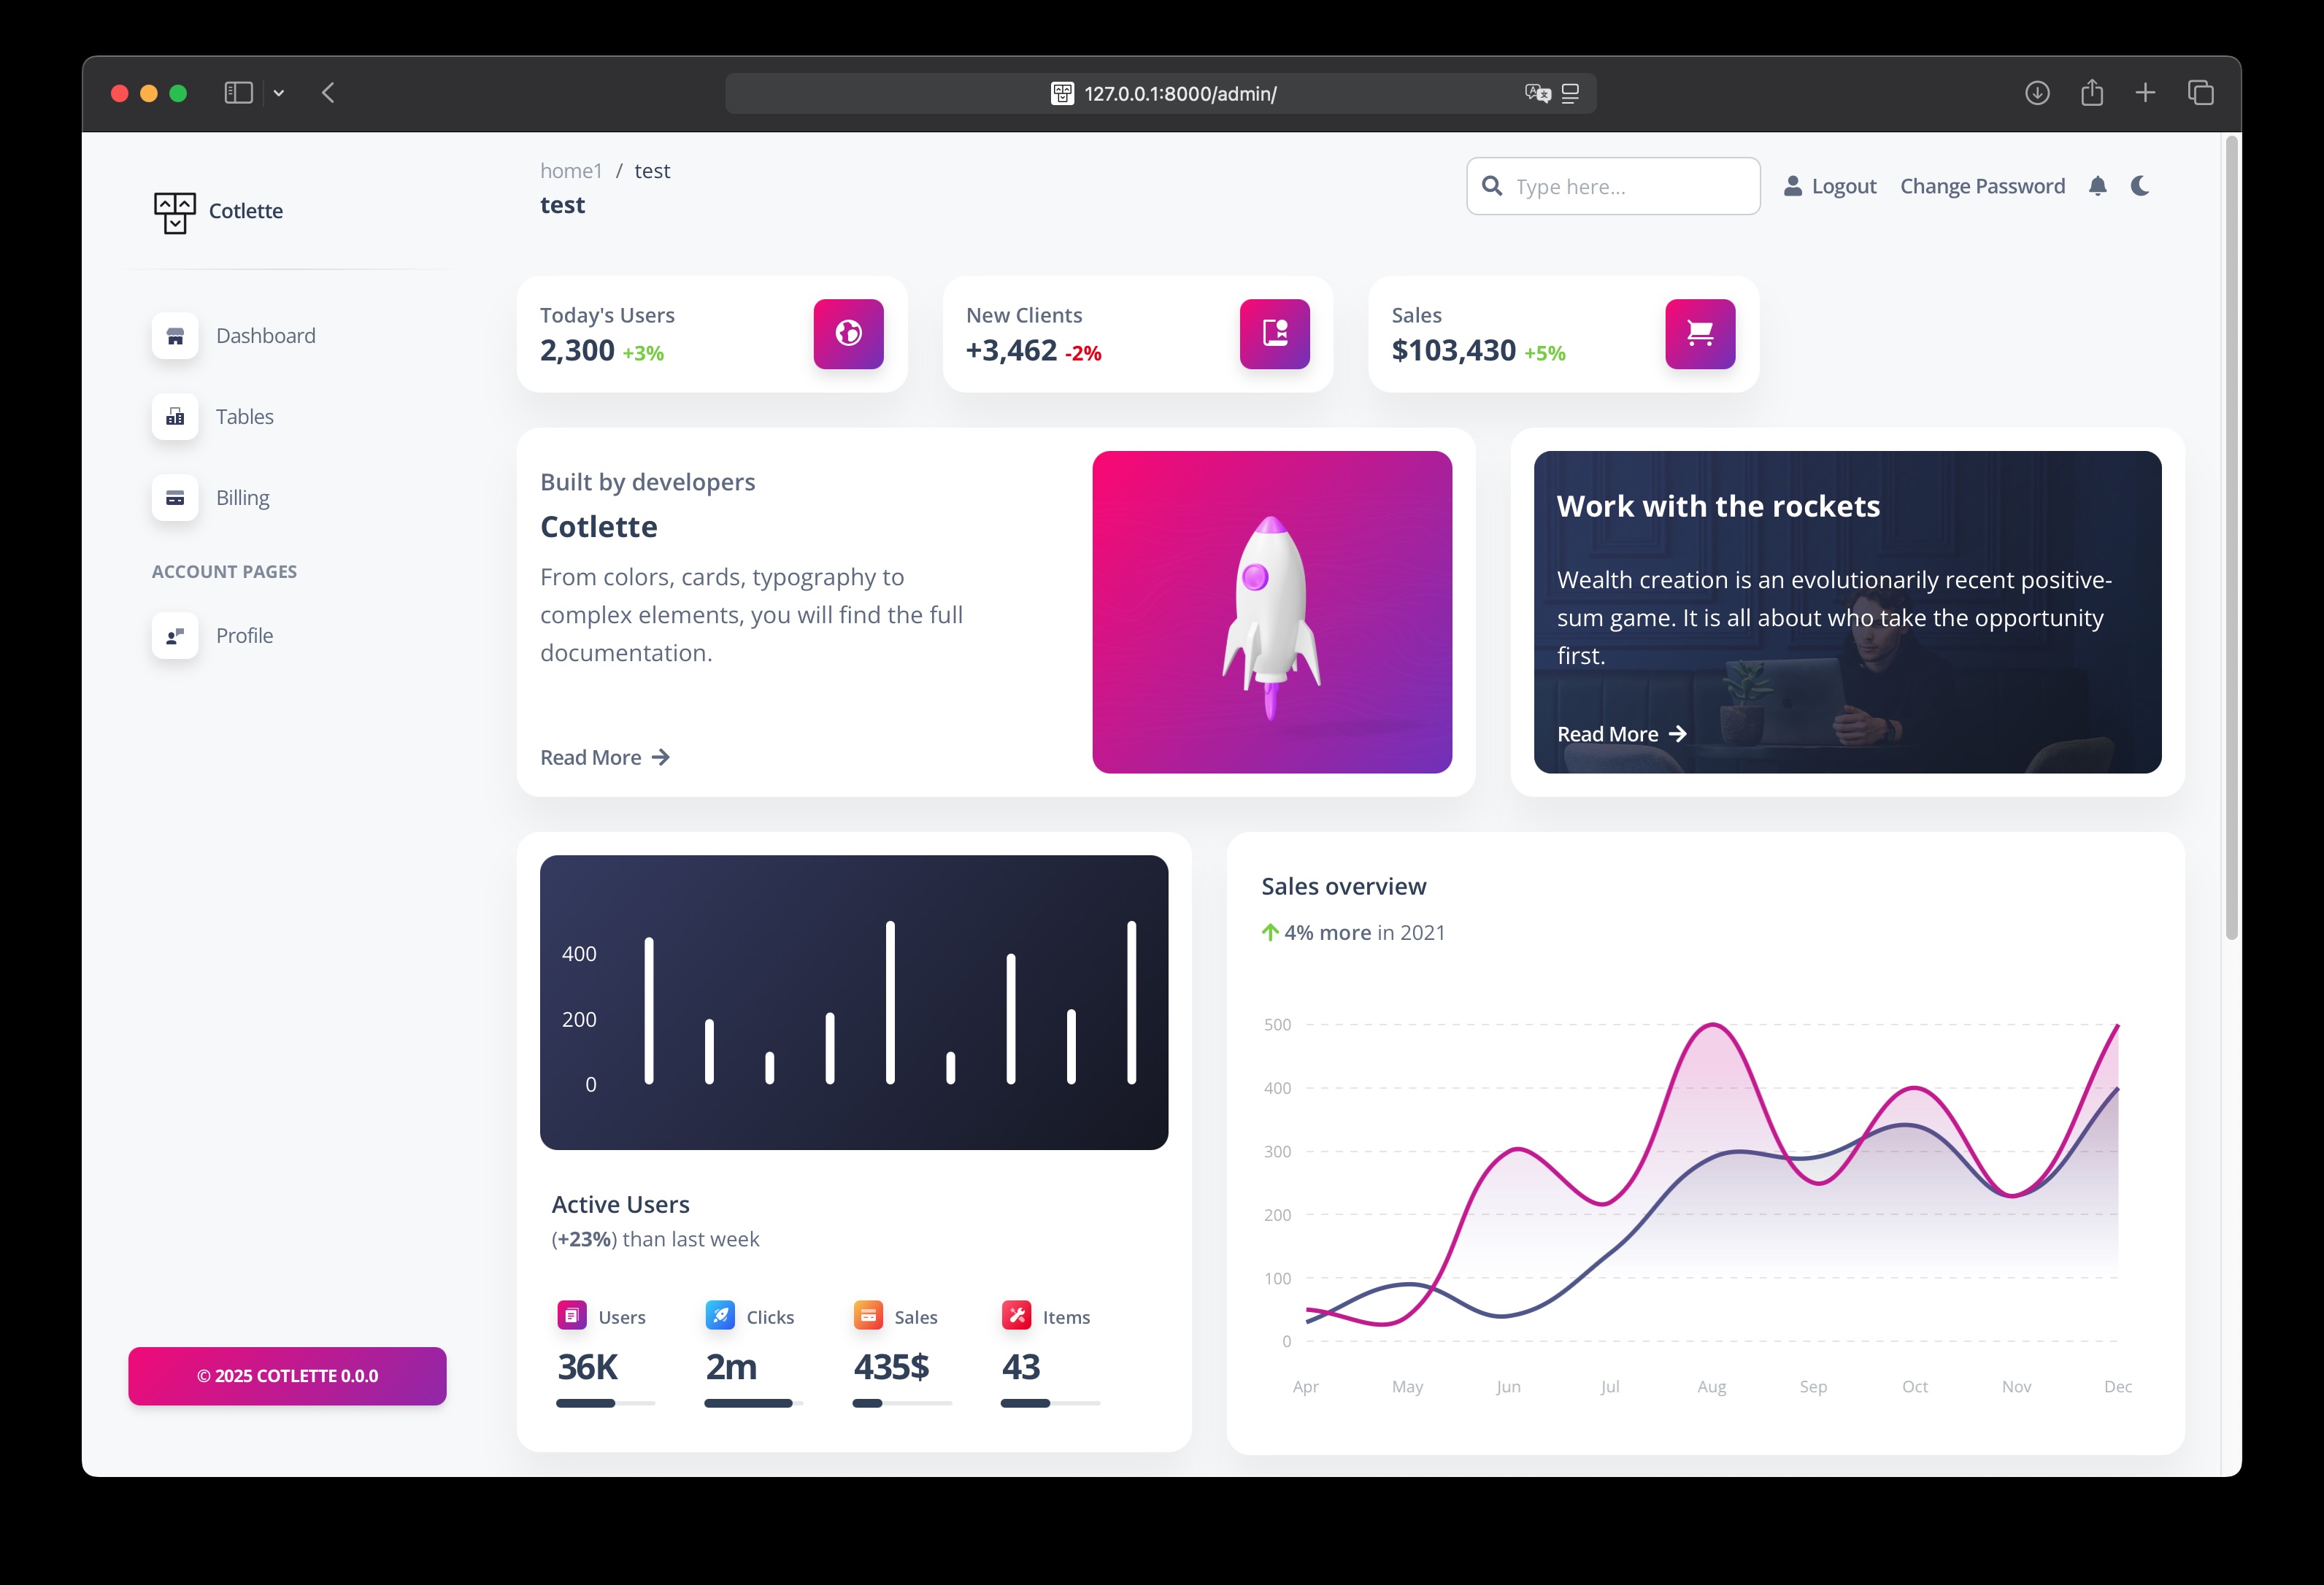 127.0.0.1:8000/admin/
Cotlette
Dashboard
Tables
Billing
ACCOUNT PAGES
Profile
© 2025 COTLETTE 0.0.0
home1 / test
test
Type here...
Logout
Change Password
Today's Users
2,300 +3%
New Clients
+3,462 -2%
Sales
$103,430 +5%
Built by developers
Cotlette
From colors, cards, typography to
complex elements, you will find the full
documentation.
Read More
Work with the rockets
Wealth creation is an evolutionarily recent positive-
sum game. It is all about who take the opportunity
first.
Read More
400
200
0
Active Users
(+23%) than last week
Users
36K
Clicks
2m
Sales
435$
Items
43
Sales overview
4% more in 2021
500
400
300
200
100
0
Apr May Jun Jul Aug Sep Oct Nov Dec